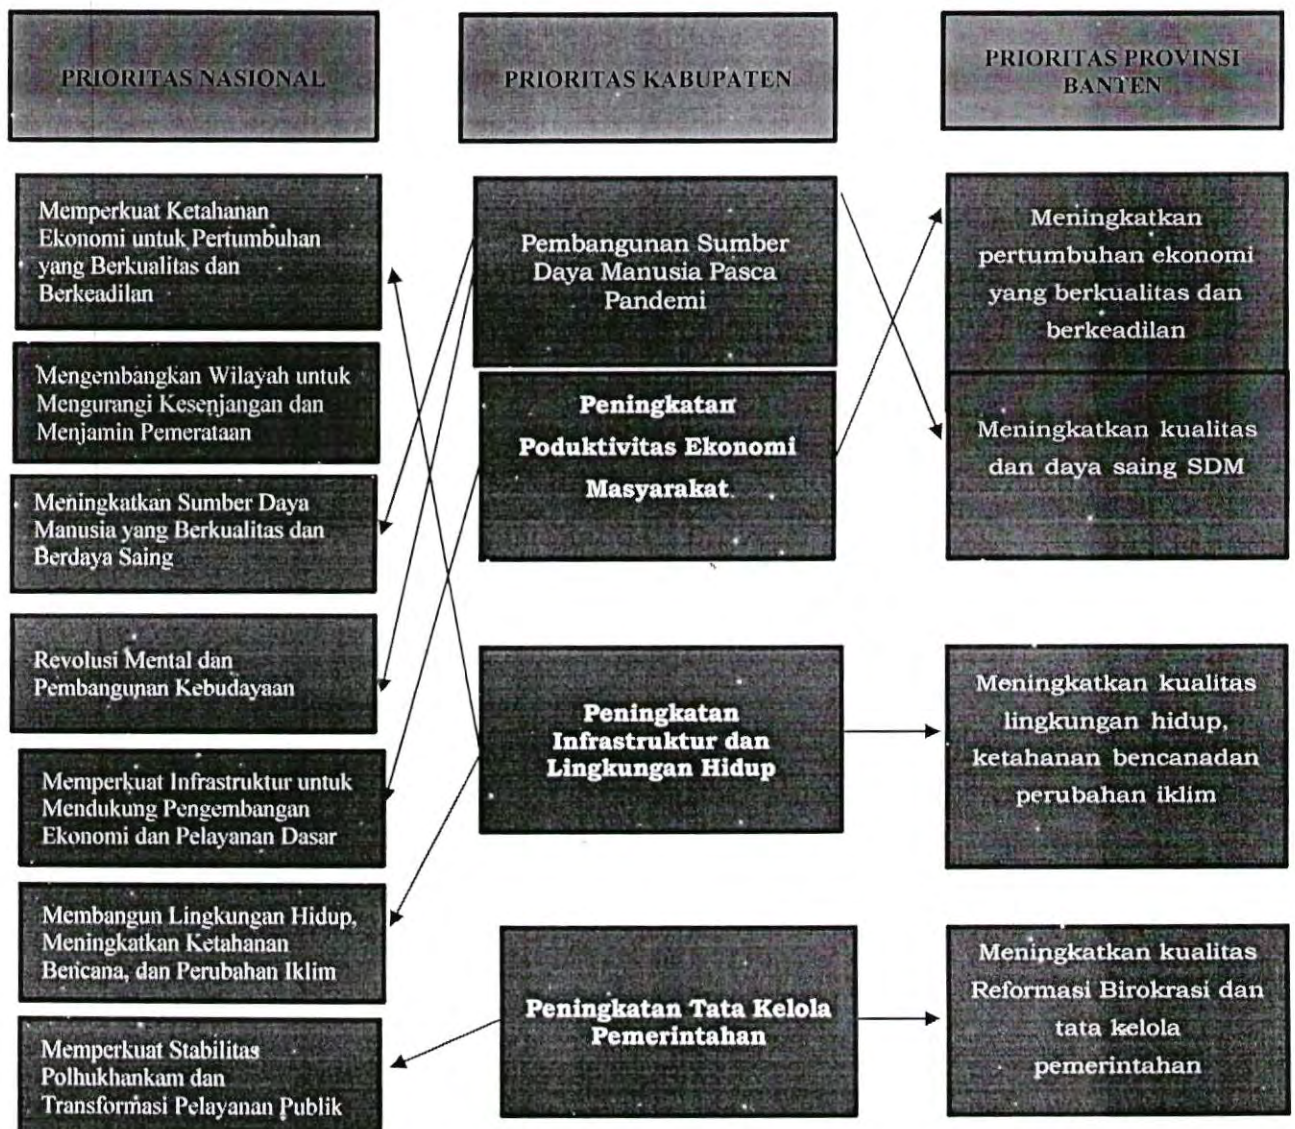 PRIORITAS NASIONAL
PRIORITAS KABUPATEN
PRIORITAS PROVINSI
BANTEN
Memperkuat Ketahanan
Ekonomi untuk Pertumbuhan
yang Berkualitas dan
Berkeadilan
Mengembangkan Wilayah untuk
Mengurangi Kesenjangan dan
Menjamin Pemerataan
Meningkatkan Sumber Daya
Manusia yang Berkualitas dan
Berdaya Saing
Revolusi Mental dan
Pembangunan Kebudayaan
Memperkuat Infrastruktur untuk
Mendukung Pengembangan
Ekonomi dan Pelayanan Dasar
Membangun Lingkungan Hidup,
Meningkatkan Ketahanan
Bencana, dan Perubahan Iklim
Memperkuat Stabilitas
Polhukhankam dan
Transformasi Pelayanan Publik
Pembangunan Sumber
Daya Manusia Pasca
Pandemi
Peningkatan
Poduktivitas Ekonomi
Masyarakat
Peningkatan
Infrastruktur dan
Lingkungan Hidup
Peningkatan Tata Kelola
Pemerintahan
Meningkatkan
pertumbuhan ekonomi
yang berkualitas dan
berkeadilan
Meningkatkan kualitas
dan daya saing SDM
Meningkatkan kualitas
lingkungan hidup,
ketahanan bencanadan
perubahan iklim
Meningkatkan kualitas
Reformasi Birokrasi dan
tata kelola
pemerintahan